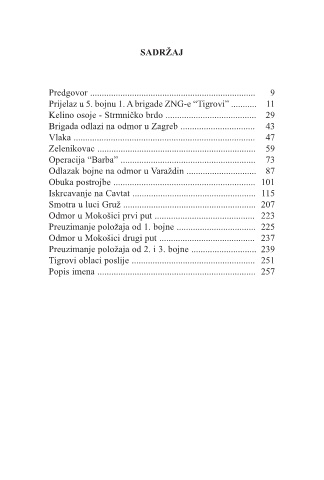 SADRŽAJ
Predgovor ...................................................................... 9
Prijelaz u 5. bojnu 1. A brigade ZNG-e “Tigrovi” ........... 11
Kelino osoje - Strmničko brdo ....................................... 29
Brigada odlazi na odmor u Zagreb ................................ 43
Vlaka ............................................................................. 47
Zelenikovac ................................................................... 59
Operacija “Barba” .......................................................... 73
Odlazak bojne na odmor u Varaždin .............................. 87
Obuka postrojbe ............................................................ 101
Iskrcavanje na Cavtat .................................................... 115
Smotra u luci Gruž ........................................................ 207
Odmor u Mokošici prvi put ........................................... 223
Preuzimanje položaja od 1. bojne .................................. 225
Odmor u Mokošici drugi put ......................................... 237
Preuzimanje položaja od 2. i 3. bojne ............................ 239
Tigrovi oblaci poslije .................................................... 251
Popis imena ................................................................... 257